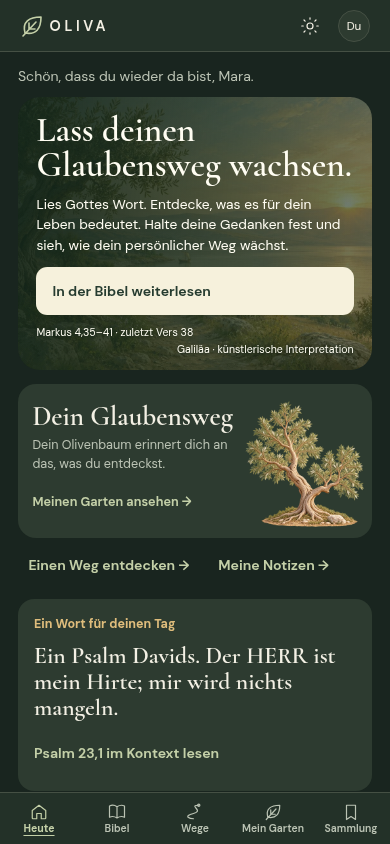 OLIVA
Du
Schön, dass du wieder da bist, Mara.
Lass deinen
Glaubensweg wachsen.
Lies Gottes Wort. Entdecke, was es für dein
Leben bedeutet. Halte deine Gedanken fest und
sieh, wie dein persönlicher Weg wächst.
In der Bibel weiterlesen
Markus 4,35–41 · zuletzt Vers 38
Galiläa · künstlerische Interpretation
Dein Glaubensweg
Dein Olivenbaum erinnert dich an
das, was du entdeckst.
Meinen Garten ansehen →
Einen Weg entdecken → Meine Notizen →
Ein Wort für deinen Tag
Ein Psalm Davids. Der HERR ist
mein Hirte; mir wird nichts
mangeln.
Psalm 23,1 im Kontext lesen
Heute Bibel Wege Mein Garten Sammlung